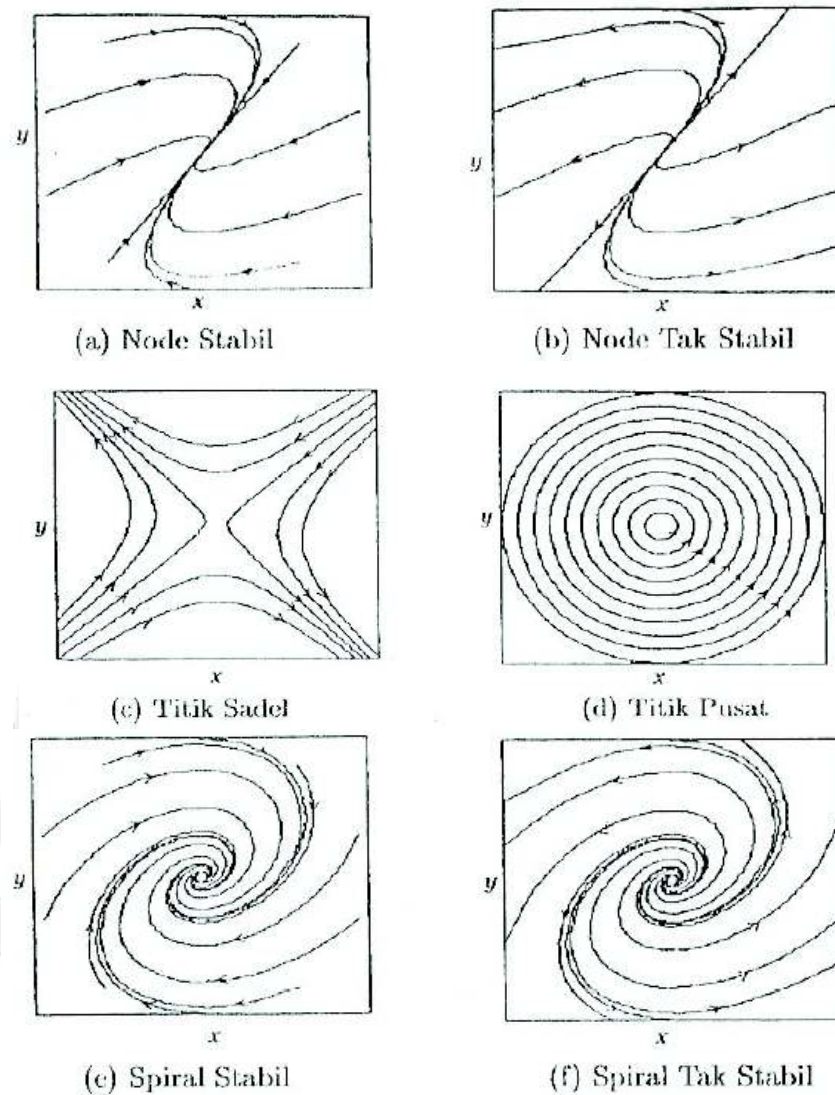 y
y
x
x
(a) Node Stabil
(b) Node Tak Stabil
y
y
x
x
(c) Titik Sadel
(d) Titik Pusat
y
y
x
x
(e) Spiral Stabil
(f) Spiral Tak Stabil